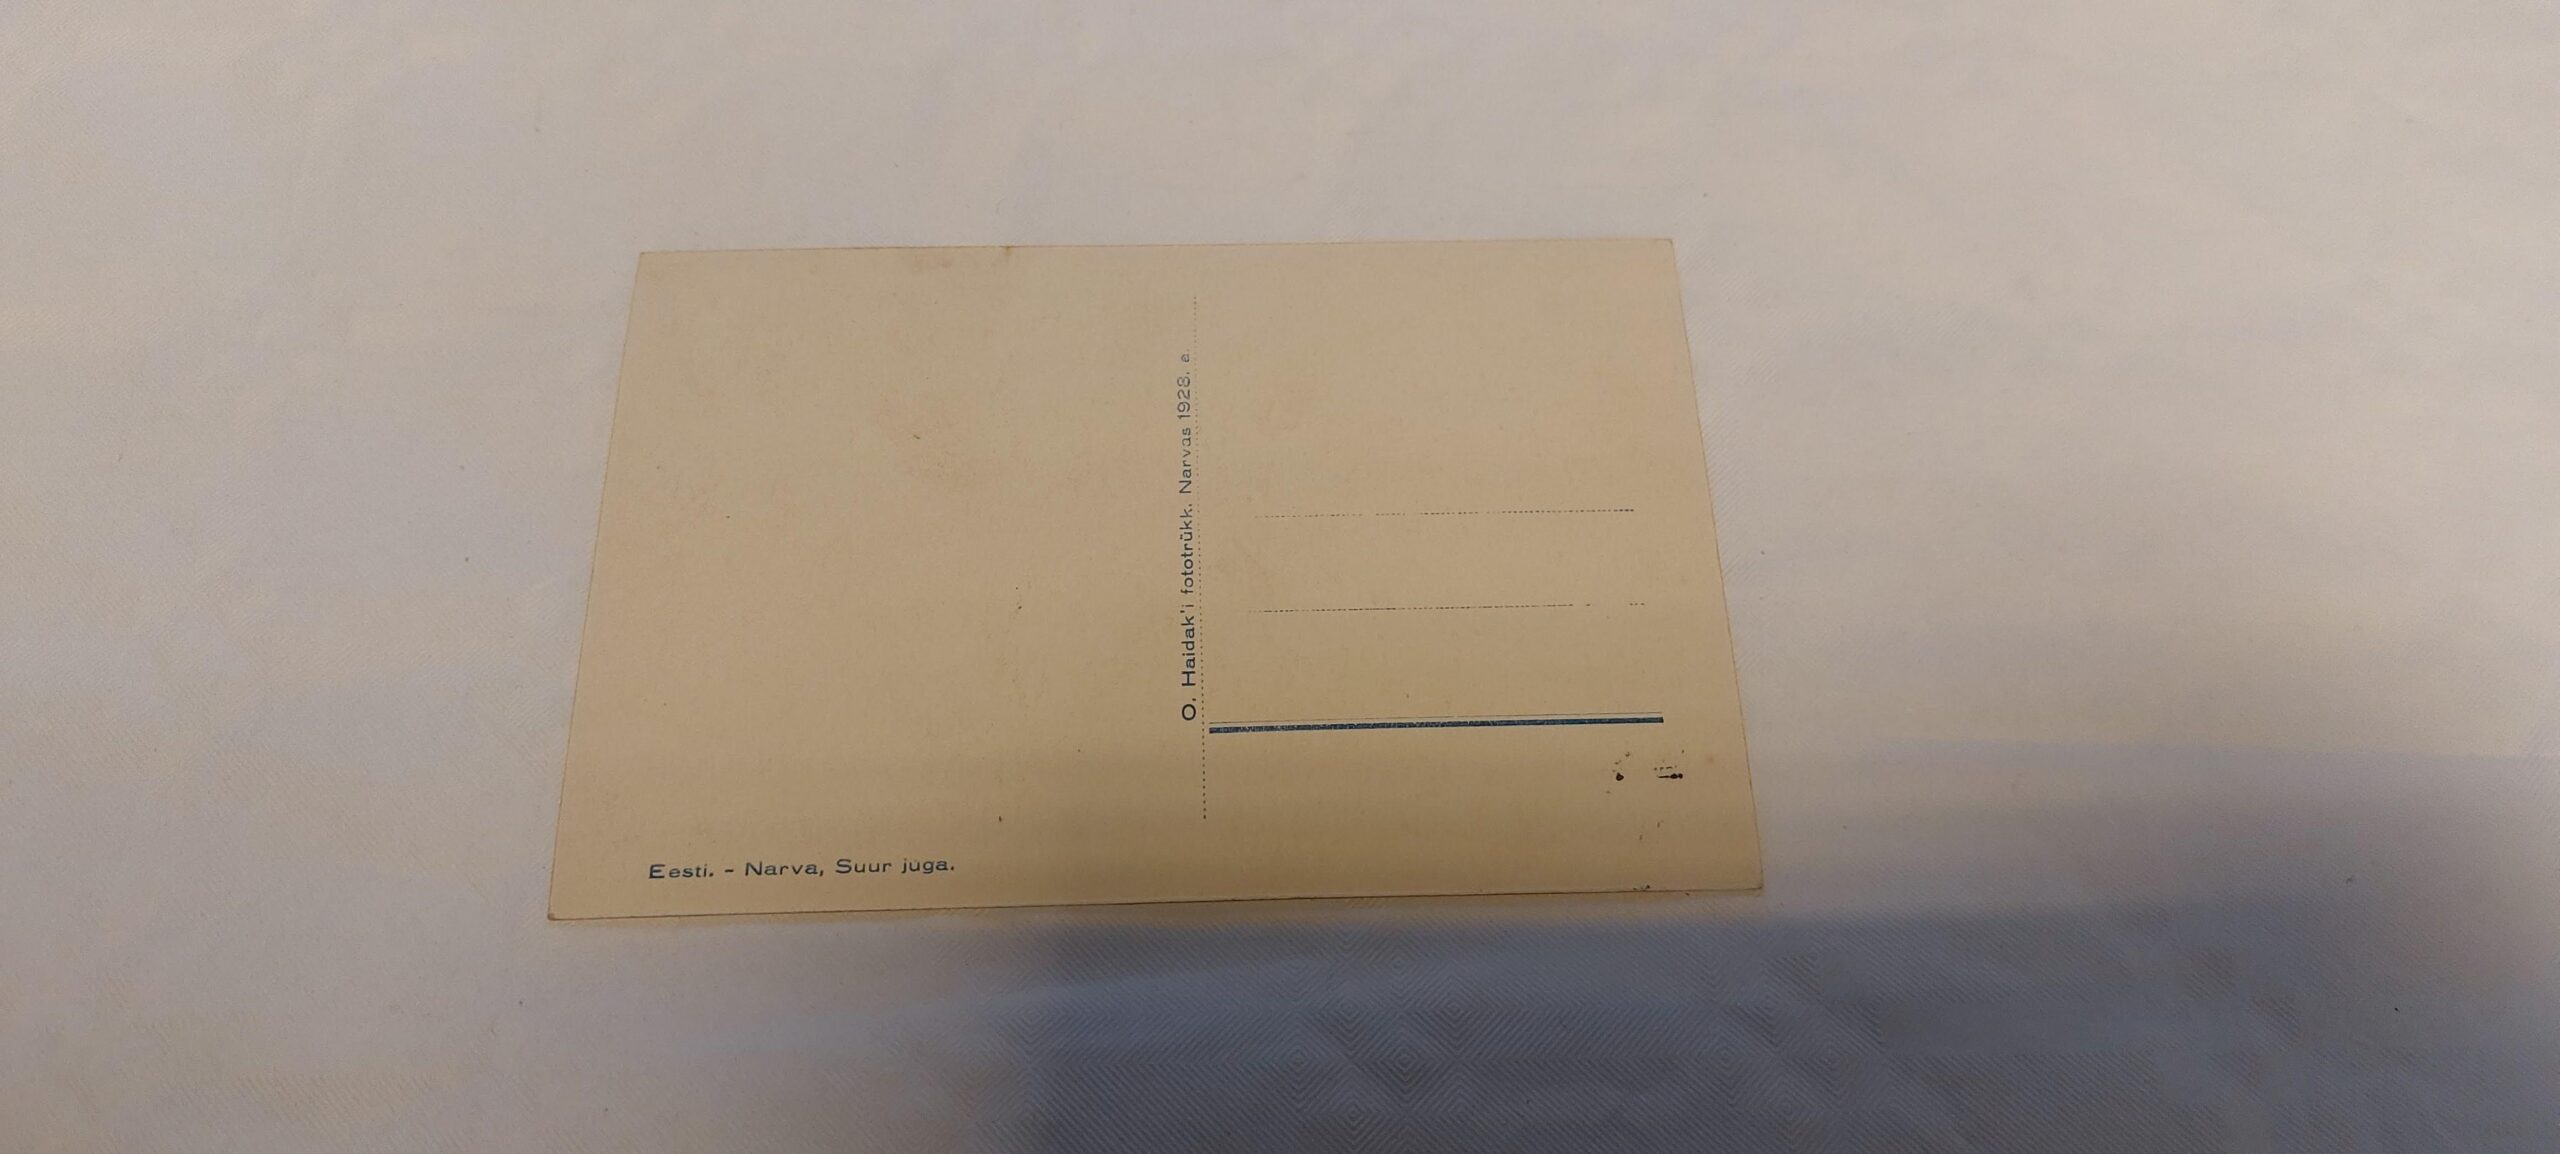 O. Haidak'i fototrükk. Narvas 1928. a.
Eesti. - Narva, Suur juga.